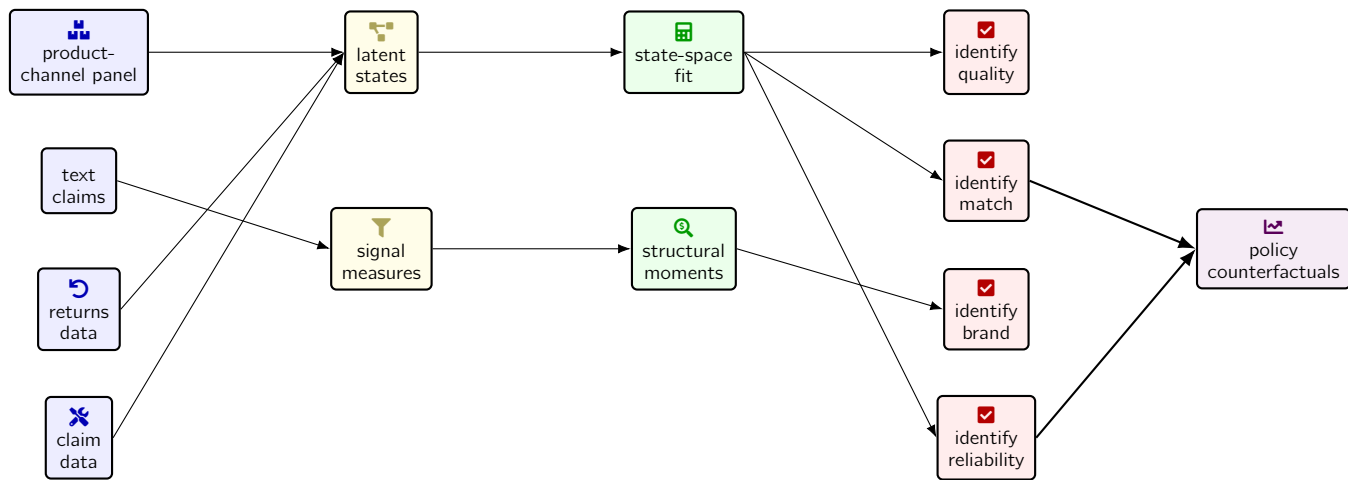 product-
channel panel
text
claims
returns
data
claim
data
latent
states
signal
measures
state-space
fit
structural
moments
identify
quality
identify
match
identify
brand
identify
reliability
policy
counterfactuals